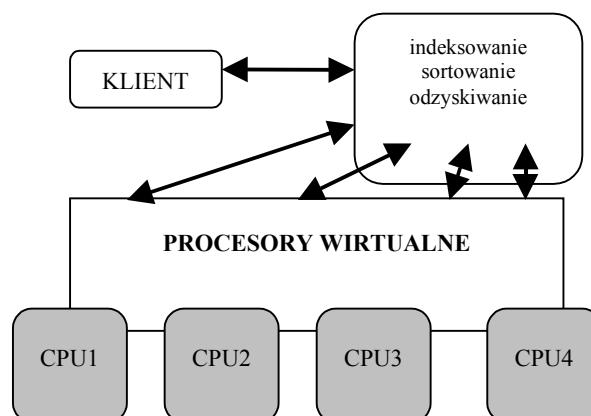 indeksowanie
sortowanie
odzyskiwanie
KLIENT
PROCESORY WIRTUALNE
CPU1
CPU2
CPU3
CPU4